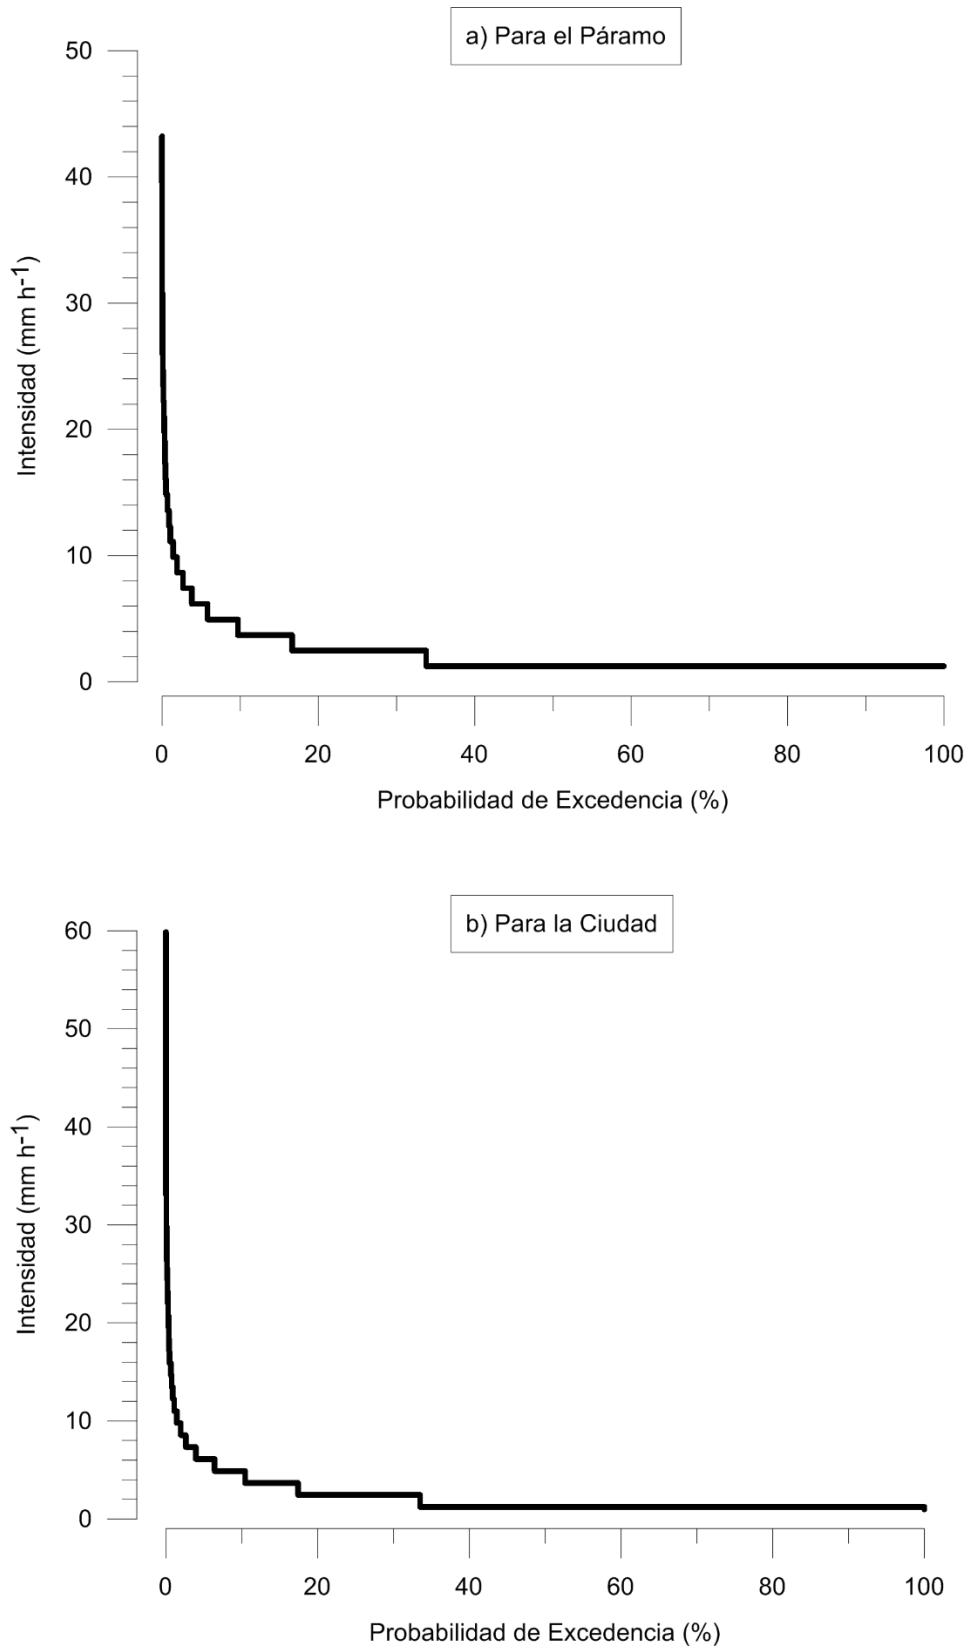 a) Para el Páramo
50
40
30
20
10
0
Intensidad (mm h-1)
0 20 40 60 80 100
Probabilidad de Excedencia (%)
b) Para la Ciudad
60
50
40
30
20
10
0
Intensidad (mm h-1)
0 20 40 60 80 100
Probabilidad de Excedencia (%)